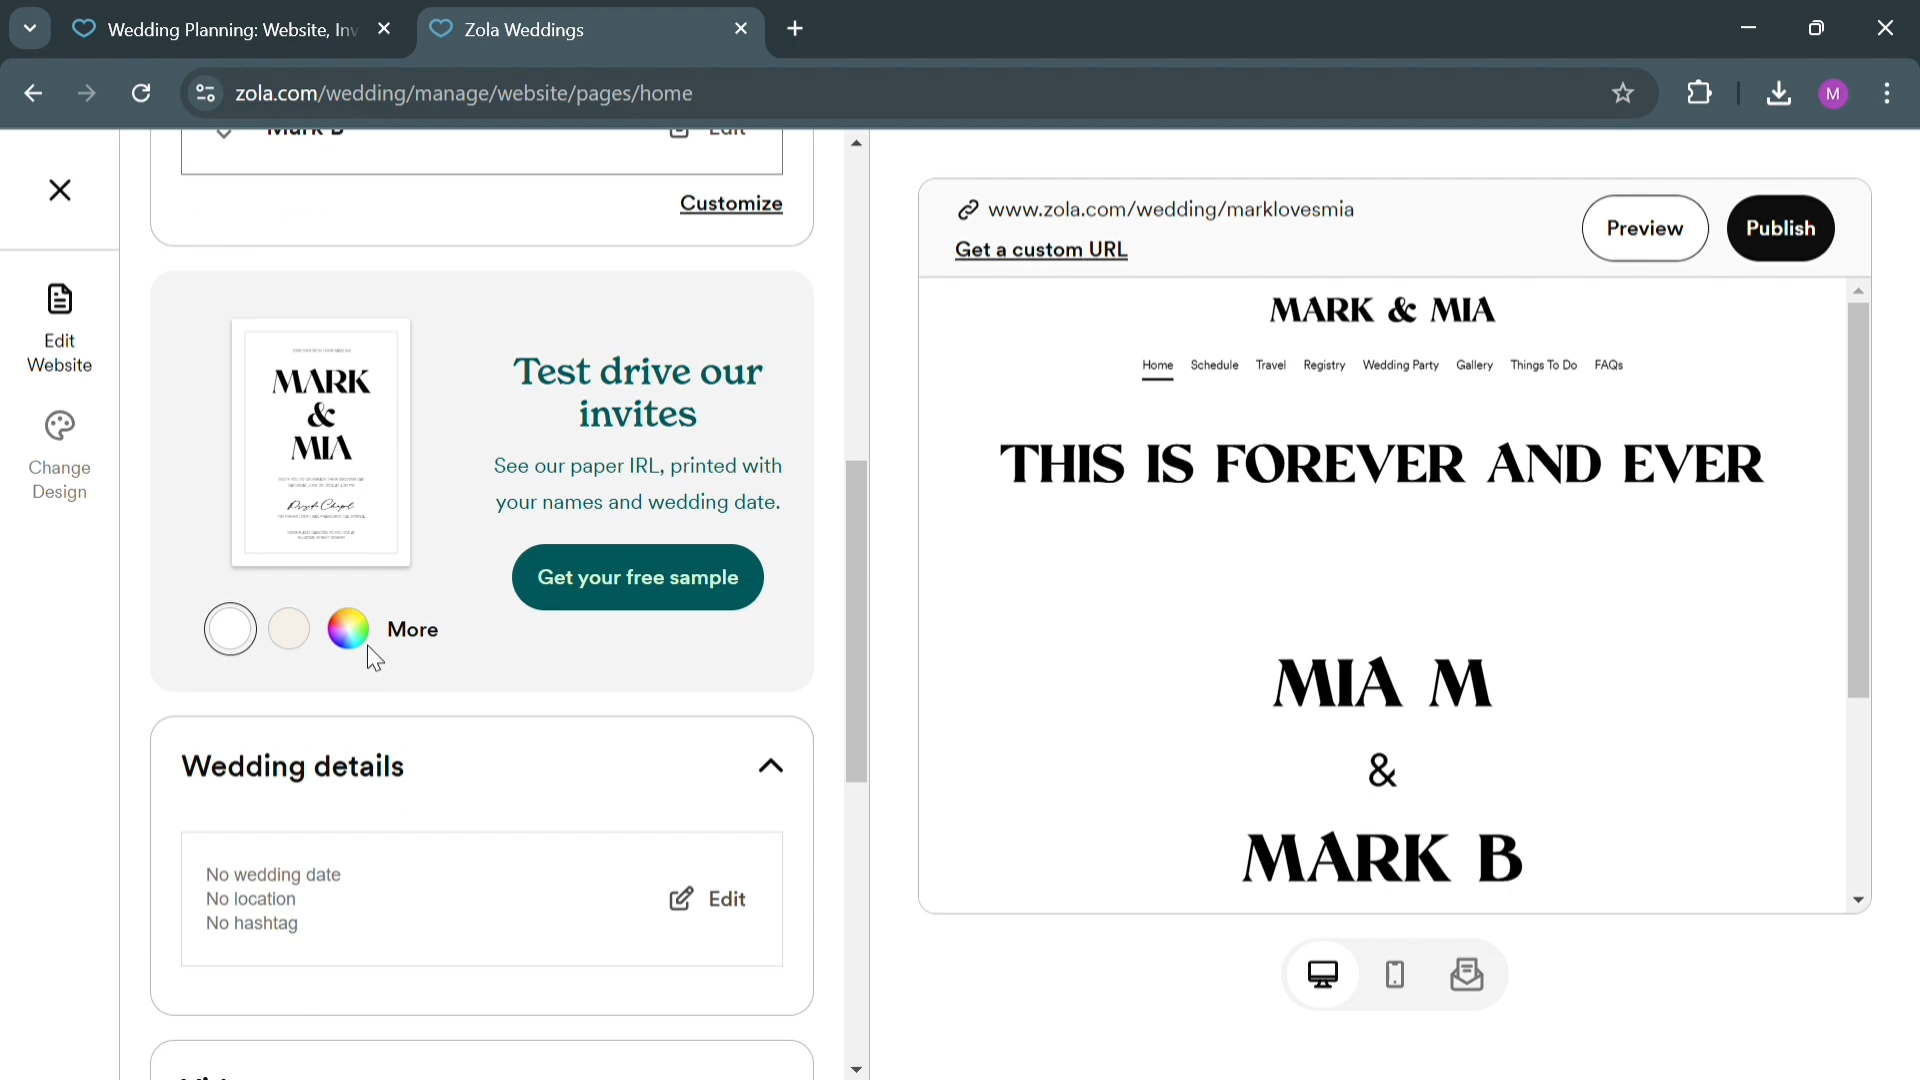 Wedding Planning: Website, Inv
Zola Weddings
zola.com/wedding/manage/website/pages/home
M
Mark B
Edit
Customize
Edit
Website
Change
Design
MARK
&
MIA
Test drive our
invites
See our paper IRL, printed with
your names and wedding date.
Get your free sample
More
Wedding details
No wedding date
No location
No hashtag
Edit
www.zola.com/wedding/marklovesmia
Get a custom URL
Preview
Publish
MARK & MIA
Home Schedule Travel Registry Wedding Party Gallery Things To Do FAQs
THIS IS FOREVER AND EVER
MIA M
&
MARK B